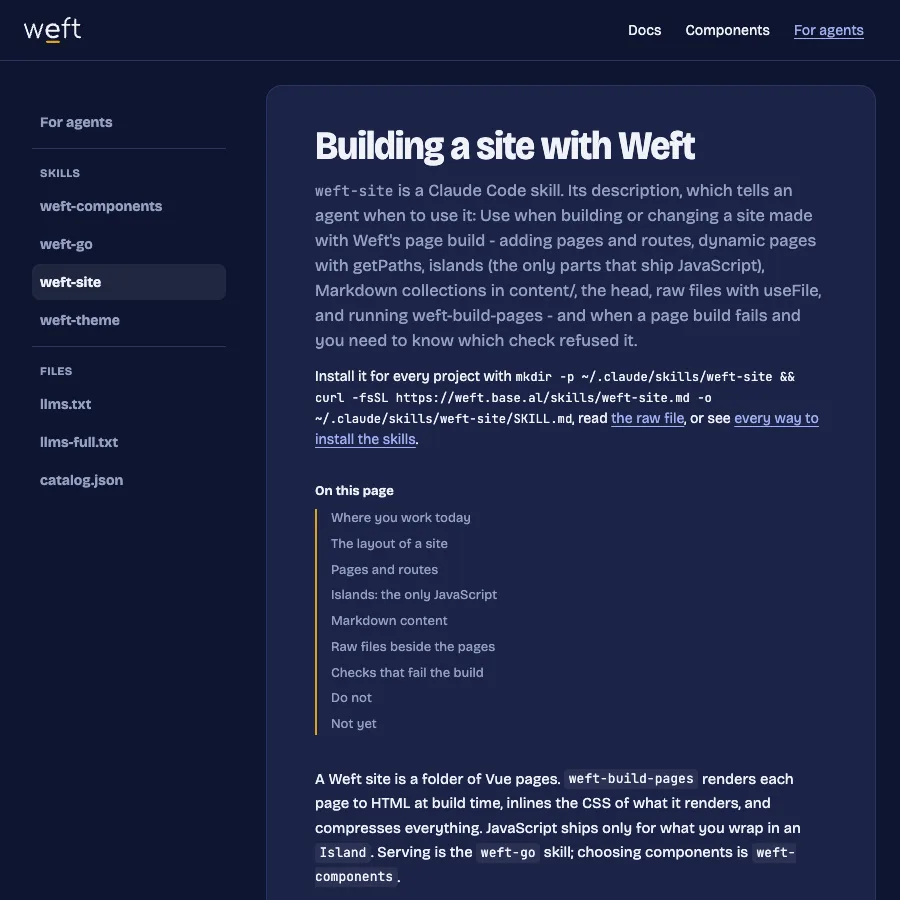 weft
Docs
Components
For agents
For agents
SKILLS
weft-components
weft-go
weft-site
weft-theme
FILES
llms.txt
llms-full.txt
catalog.json
Building a site with Weft
weft-site is a Claude Code skill. Its description, which tells an
agent when to use it: Use when building or changing a site made
with Weft's page build - adding pages and routes, dynamic pages
with getPaths, islands (the only parts that ship JavaScript),
Markdown collections in content/, the head, raw files with useFile,
and running weft-build-pages - and when a page build fails and
you need to know which check refused it.
Install it for every project with mkdir -p ~/.claude/skills/weft-site &&
curl -fsSL https://weft.base.al/skills/weft-site.md -o
~/.claude/skills/weft-site/SKILL.md, read the raw file, or see every way to
install the skills.
On this page
Where you work today
The layout of a site
Pages and routes
Islands: the only JavaScript
Markdown content
Raw files beside the pages
Checks that fail the build
Do not
Not yet
A Weft site is a folder of Vue pages. weft-build-pages renders each
page to HTML at build time, inlines the CSS of what it renders, and
compresses everything. JavaScript ships only for what you wrap in an
Island. Serving is the weft-go skill; choosing components is weft-
components.